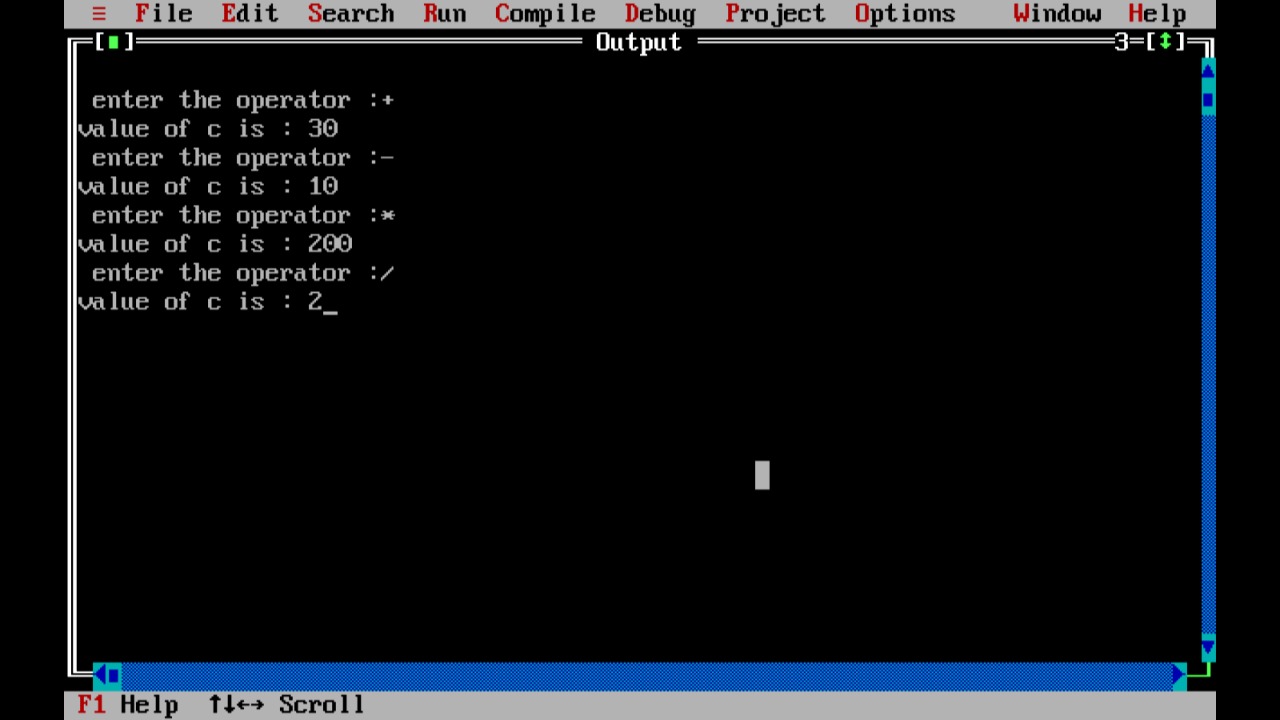 ≡ File Edit Search Run Compile Debug Project Options Window Help
[■] Output 3=[↕]
enter the operator :+
value of c is : 30
enter the operator :-
value of c is : 10
enter the operator :*
value of c is : 200
enter the operator :/
value of c is : 2_
F1 Help ↑↓←→ Scroll